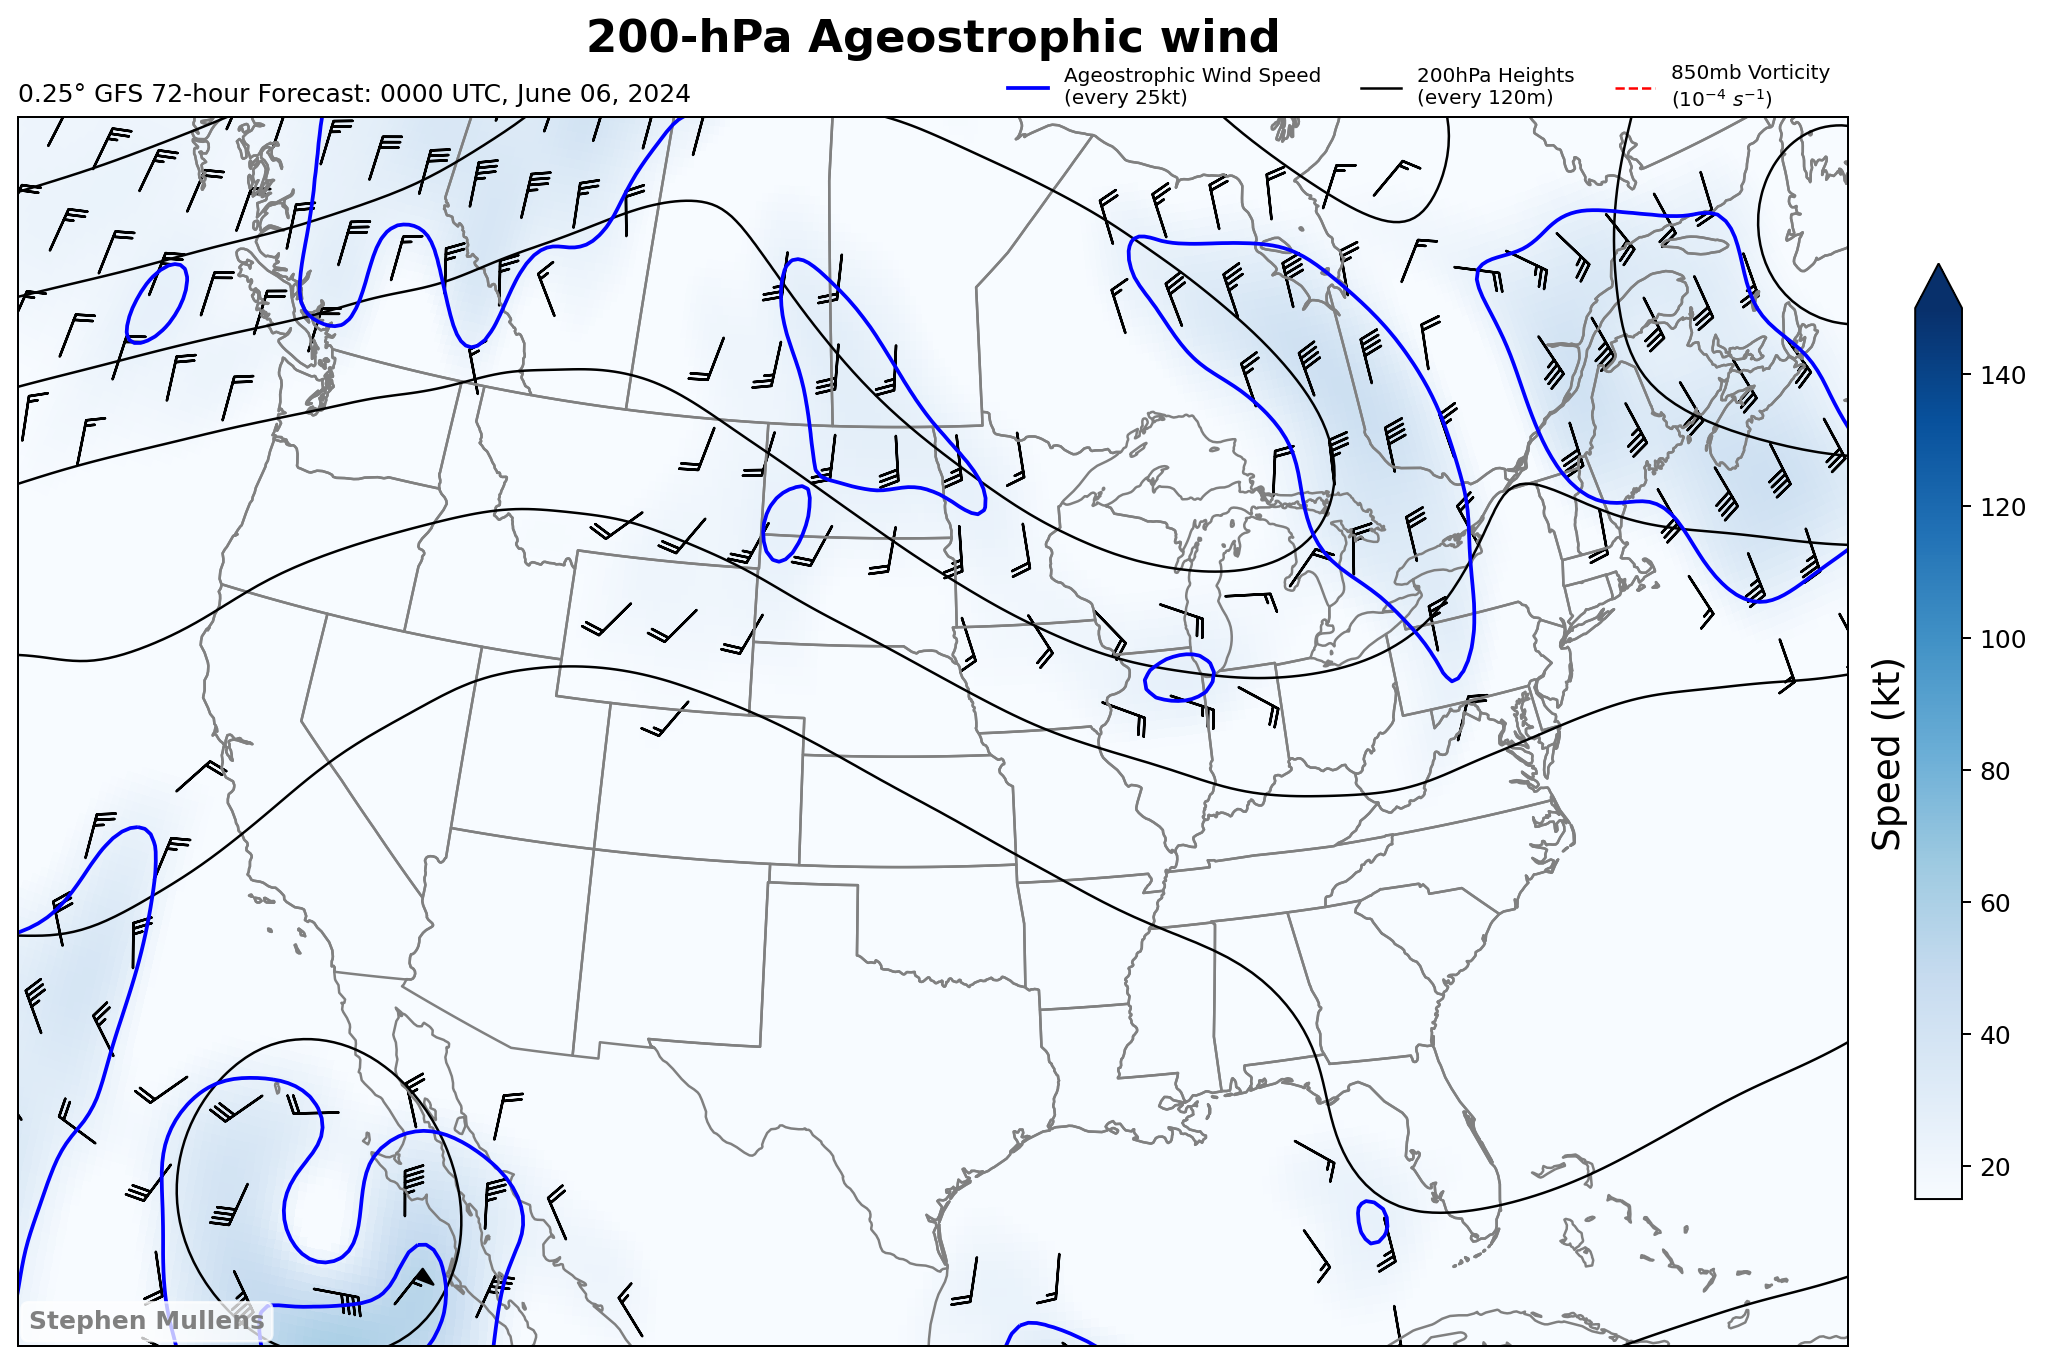 200-hPa Ageostrophic wind
0.25° GFS 72-hour Forecast: 0000 UTC, June 06, 2024
Ageostrophic Wind Speed
(every 25kt)
200hPa Heights
(every 120m)
850mb Vorticity
(10⁻⁴ s⁻¹)
140
120
100
80
60
40
20
Speed (kt)
Stephen Mullens